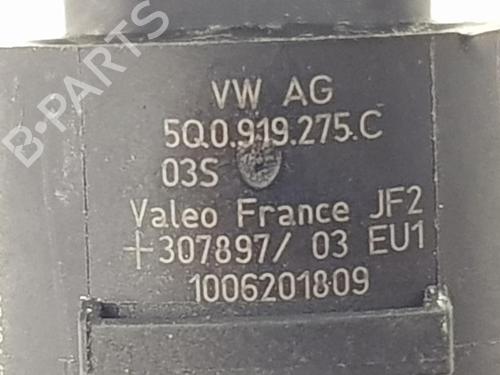 B-PARTS
VW AG
5Q0.919.275.C
03S
Valeo France JF2
+307897/ 03 EU1
1006201809